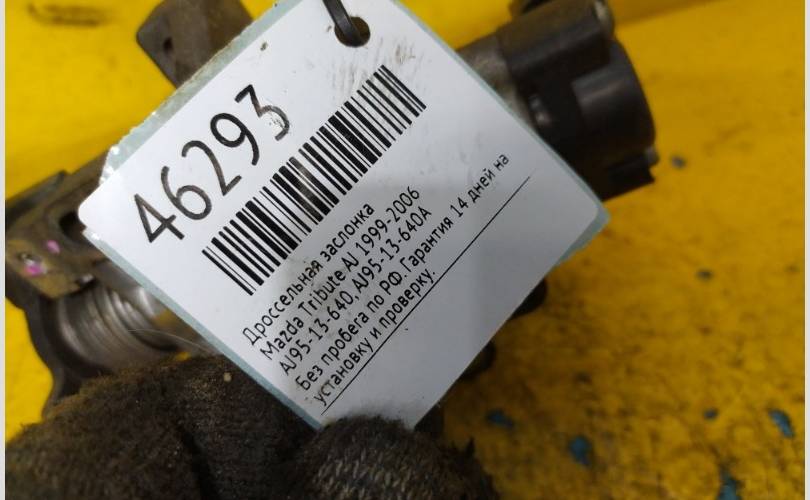 46293
Дроссельная заслонка
Mazda Tribute AJ 1999-2006
AJ95-13-640, AJ95-13-640A
Без пробега по РФ. Гарантия 14 дней на
установку и проверку.